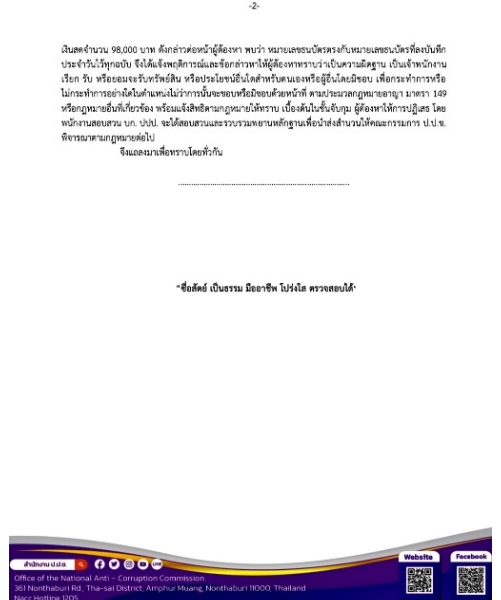 -2-
เงินสดจำนวน 98,000 บาท ดังกล่าวต่อหน้าผู้ต้องหา พบว่า หมายเลขธนบัตรตรงกับหมายเลขธนบัตรที่ลงบันทึก
ประจำวันไว้ทุกฉบับ จึงได้แจ้งพฤติการณ์และข้อกล่าวหาให้ผู้ต้องหาทราบว่าเป็นความผิดฐาน เป็นเจ้าพนักงาน
เรียก รับ หรือยอมจะรับทรัพย์สิน หรือประโยชน์อื่นใดสำหรับตนเองหรือผู้อื่นโดยมิชอบ เพื่อกระทำการหรือ
ไม่กระทำการอย่างใดในตำแหน่งไม่ว่าการนั้นจะชอบหรือมิชอบด้วยหน้าที่ ตามประมวลกฎหมายอาญา มาตรา 149
หรือกฎหมายอื่นที่เกี่ยวข้อง พร้อมแจ้งสิทธิตามกฎหมายให้ทราบ เบื้องต้นในชั้นจับกุม ผู้ต้องหาให้การปฏิเสธ โดย
พนักงานสอบสวน บก. ปปป. จะได้สอบสวนและรวบรวมพยานหลักฐานเพื่อนำส่งสำนวนให้คณะกรรมการ ป.ป.ช.
พิจารณาตามกฎหมายต่อไป
จึงแถลงมาเพื่อทราบโดยทั่วกัน
"ซื่อสัตย์ เป็นธรรม มืออาชีพ โปร่งใส ตรวจสอบได้"
Website Facebook
สำนักงาน ป.ป.ช. LIVE
Office of the National Anti – Corruption Commission
361 Nonthaburi Rd., Tha-sai District, Amphur Muang, Nonthaburi 11000, Thailand
Nacc Hotline 1205